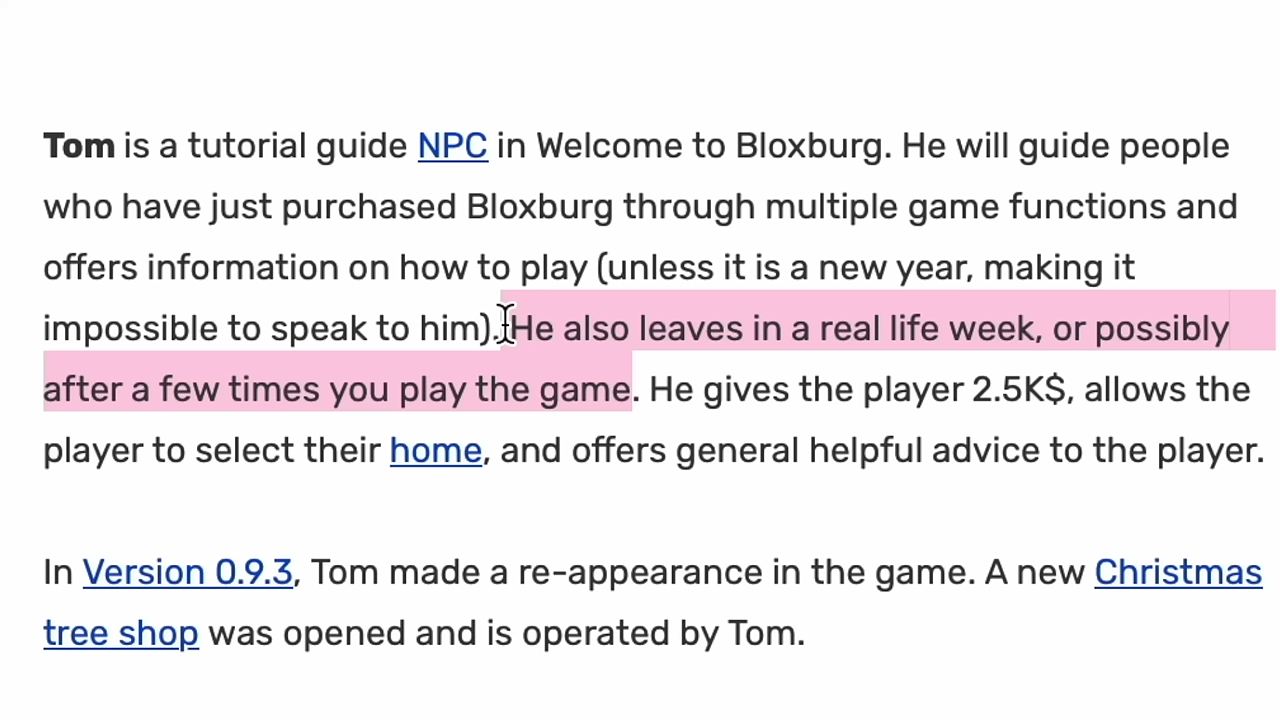 Tom is a tutorial guide NPC in Welcome to Bloxburg. He will guide people
who have just purchased Bloxburg through multiple game functions and
offers information on how to play (unless it is a new year, making it
impossible to speak to him). He also leaves in a real life week, or possibly
after a few times you play the game. He gives the player 2.5K$, allows the
player to select their home, and offers general helpful advice to the player.
In Version 0.9.3, Tom made a re-appearance in the game. A new Christmas
tree shop was opened and is operated by Tom.